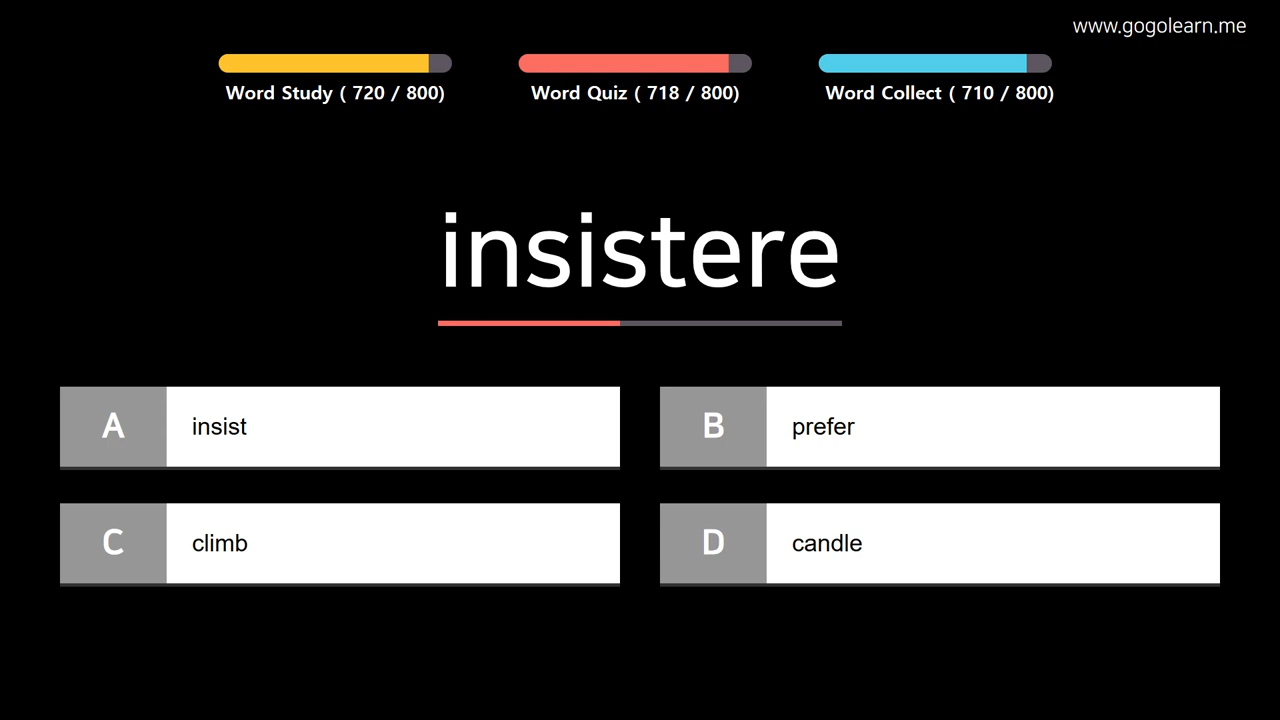 www.gogolearn.me
Word Study ( 720 / 800)
Word Quiz ( 718 / 800)
Word Collect ( 710 / 800)
insistere
A insist
B prefer
C climb
D candle